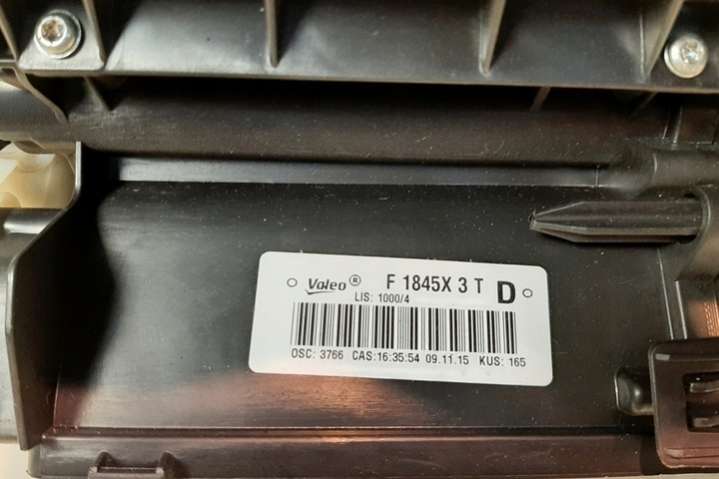 Valeo® F 1845X 3 T D
LIS: 1000/4
OSC: 3766 CAS:16:35:54 09.11.15 KUS: 165